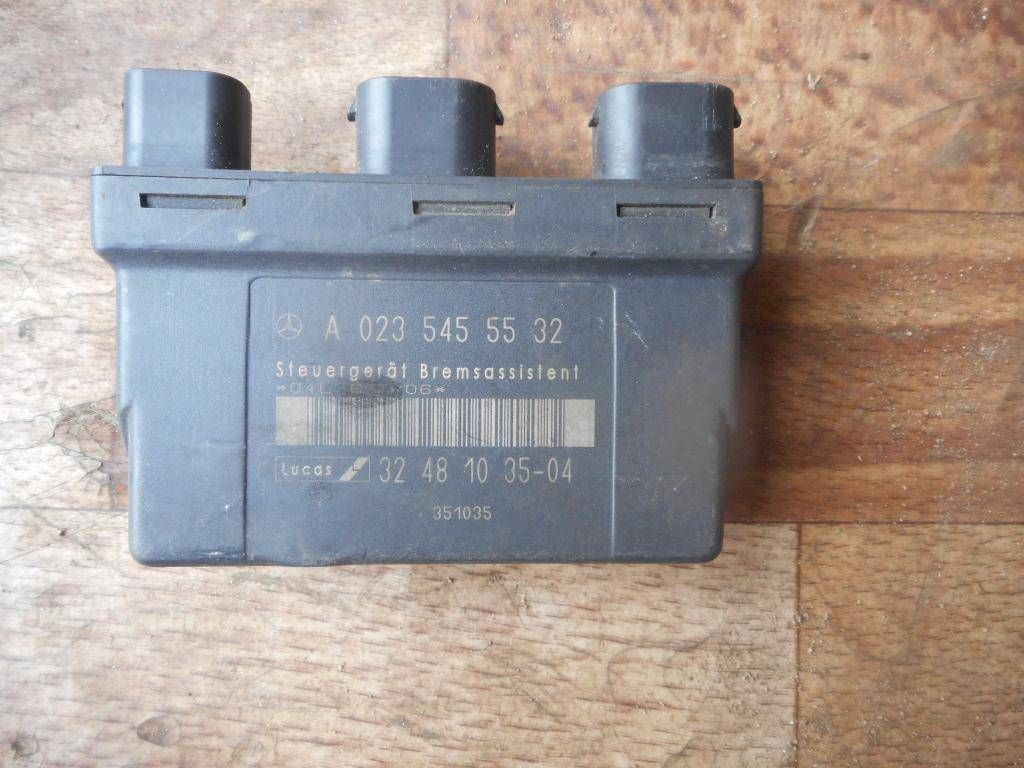 A 023 545 55 32
Steuergerät Bremsassistent
Lucas 32 48 10 35-04
351035